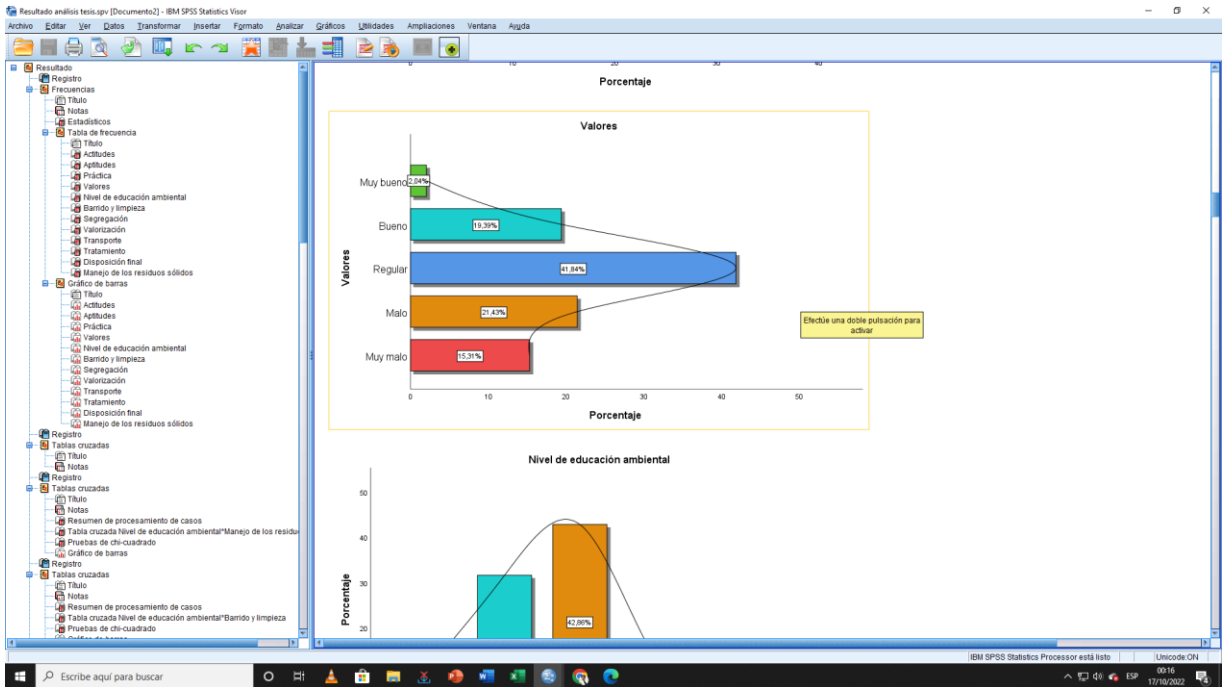 Resultado análisis tesis.spv [Documento2] - IBM SPSS Statistics Visor
Archivo Editar Ver Datos Transformar Insertar Formato Analizar Gráficos Utilidades Ampliaciones Ventana Ayuda
Resultado
Registro
Frecuencias
Título
Notas
Estadísticos
Tabla de frecuencia
Título
Actitudes
Aptitudes
Práctica
Valores
Nivel de educación ambiental
Barrido y limpieza
Segregación
Valorización
Transporte
Tratamiento
Disposición final
Manejo de los residuos sólidos
Gráfico de barras
Título
Actitudes
Aptitudes
Práctica
Valores
Nivel de educación ambiental
Barrido y limpieza
Segregación
Valorización
Transporte
Tratamiento
Disposición final
Manejo de los residuos sólidos
Registro
Tablas cruzadas
Título
Notas
Registro
Tablas cruzadas
Título
Notas
Resumen de procesamiento de casos
Tabla cruzada Nivel de educación ambiental*Manejo de los residu
Pruebas de chi-cuadrado
Gráfico de barras
Registro
Tablas cruzadas
Título
Notas
Resumen de procesamiento de casos
Tabla cruzada Nivel de educación ambiental*Barrido y limpieza
Pruebas de chi-cuadrado
Gráfico de barras
0 10 20 30 40
Porcentaje
Valores
Valores
Muy bueno 2,04%
Bueno 19,39%
Regular 41,84%
Malo 21,43%
Muy malo 15,31%
0 10 20 30 40 50
Porcentaje
Efectúe una doble pulsación para
activar
Nivel de educación ambiental
Porcentaje
50
40
30
20
42,86%
IBM SPSS Statistics Processor está listo Unicode:ON
Escribe aquí para buscar
ESP
00:16
17/10/2022